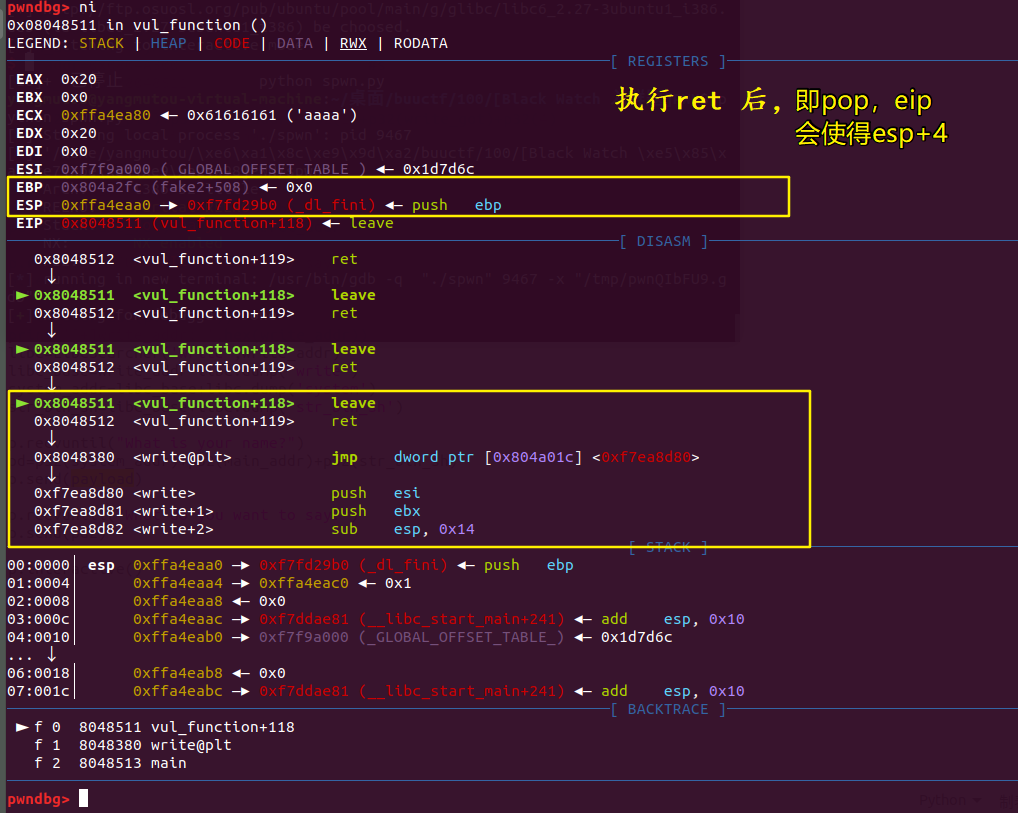 pwndbg> ni
0x08048511 in vul_function ()
LEGEND: STACK | HEAP | CODE | DATA | RWX | RODATA
[ REGISTERS ]
EAX 0x20
EBX 0x0
ECX 0xffa4ea80 ◂— 0x61616161 ('aaaa')
EDX 0x20
EDI 0x0
ESI 0xf7f9a000 (_GLOBAL_OFFSET_TABLE_) ◂— 0x1d7d6c
EBP 0x804a2fc (fake2+508) ◂— 0x0
ESP 0xffa4eaa0 —▸ 0xf7fd29b0 (_dl_fini) ◂— push ebp
EIP 0x8048511 (vul_function+118) ◂— leave
执行ret 后，即pop，eip
会使得esp+4
[ DISASM ]
0x8048512 <vul_function+119> ret
↓
► 0x8048511 <vul_function+118> leave
0x8048512 <vul_function+119> ret
↓
► 0x8048511 <vul_function+118> leave
0x8048512 <vul_function+119> ret
↓
► 0x8048511 <vul_function+118> leave
0x8048512 <vul_function+119> ret
↓
0x8048380 <write@plt> jmp dword ptr [0x804a01c] <0xf7ea8d80>
↓
0xf7ea8d80 <write> push esi
0xf7ea8d81 <write+1> push ebx
0xf7ea8d82 <write+2> sub esp, 0x14
[ STACK ]
00:0000│ esp 0xffa4eaa0 —▸ 0xf7fd29b0 (_dl_fini) ◂— push ebp
01:0004│ 0xffa4eaa4 —▸ 0xffa4eac0 ◂— 0x1
02:0008│ 0xffa4eaa8 ◂— 0x0
03:000c│ 0xffa4eaac —▸ 0xf7ddae81 (__libc_start_main+241) ◂— add esp, 0x10
04:0010│ 0xffa4eab0 —▸ 0xf7f9a000 (_GLOBAL_OFFSET_TABLE_) ◂— 0x1d7d6c
... ↓
06:0018│ 0xffa4eab8 ◂— 0x0
07:001c│ 0xffa4eabc —▸ 0xf7ddae81 (__libc_start_main+241) ◂— add esp, 0x10
[ BACKTRACE ]
► f 0 8048511 vul_function+118
f 1 8048380 write@plt
f 2 8048513 main
pwndbg>